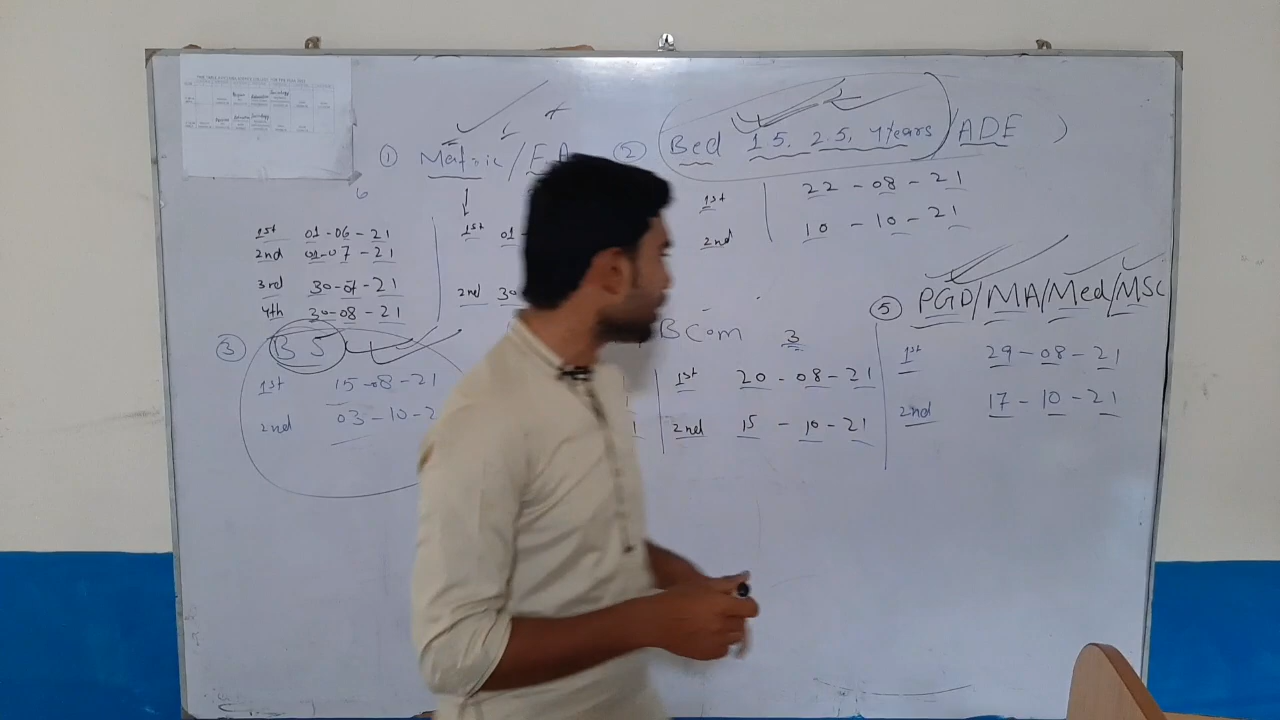 ① Matric/F.A
1st 01-06-21
2nd 01-07-21
3rd 30-07-21
4th 30-08-21
1st 01-
2nd 30
② Bed 1.5, 2.5, 4 years/ADE )
1st 22-08-21
2nd 10-10-21
③ BS
1st 15-08-21
2nd 03-10-2
BCom 3
1st 20-08-21
2nd 15-10-21
⑤ PGD/MA/Med/MSC
1st 29-08-21
2nd 17-10-21